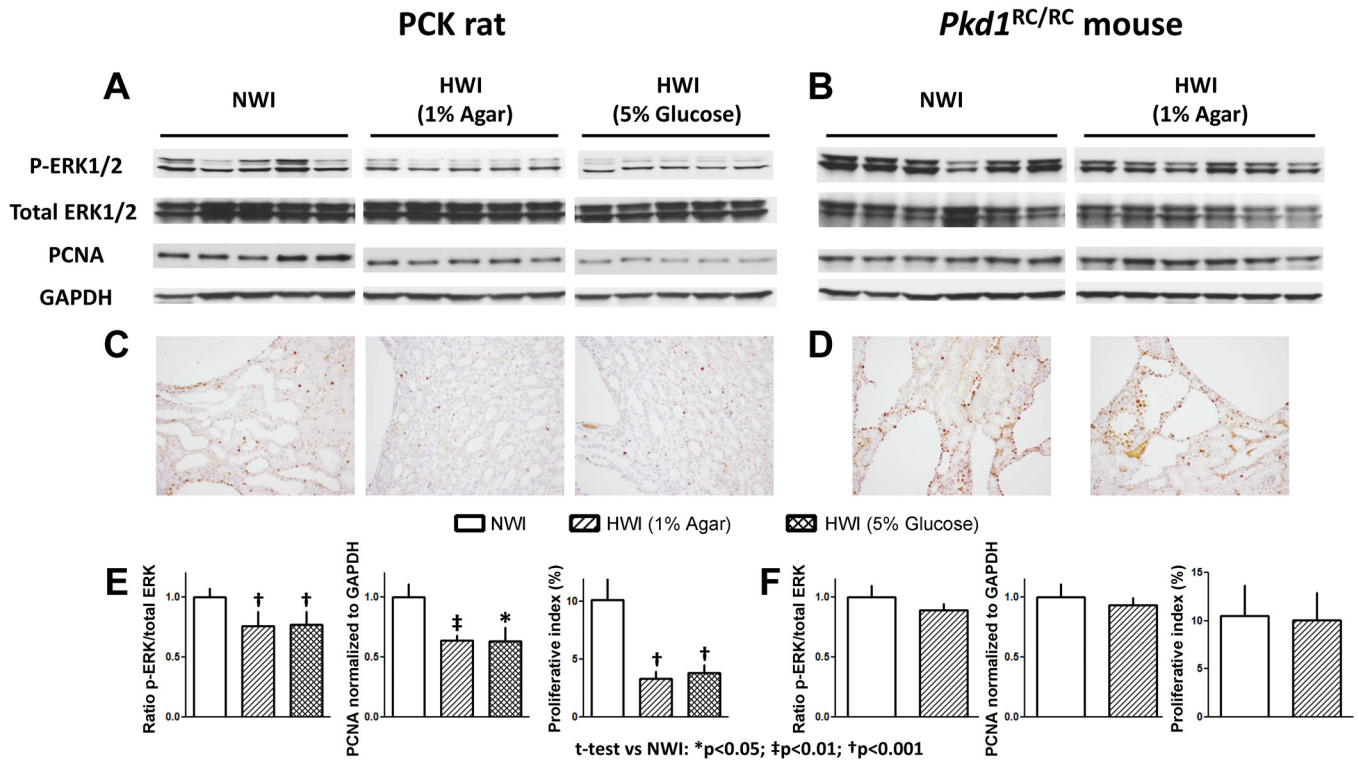 PCK rat
Pkd1RC/RC mouse
A
NWI
HWI
(1% Agar)
HWI
(5% Glucose)
B
NWI
HWI
(1% Agar)
P-ERK1/2
Total ERK1/2
PCNA
GAPDH
C
D
NWI
HWI (1% Agar)
HWI (5% Glucose)
E
Ratio p-ERK/total ERK
1.0
0.5
0.0
†
†
PCNA normalized to GAPDH
1.0
0.5
0.0
‡
*
Proliferative index (%)
10
5
0
†
†
F
Ratio p-ERK/total ERK
1.0
0.5
0.0
PCNA normalized to GAPDH
1.0
0.5
0.0
Proliferative index (%)
15
10
5
0
t-test vs NWI: *p<0.05; ‡p<0.01; †p<0.001